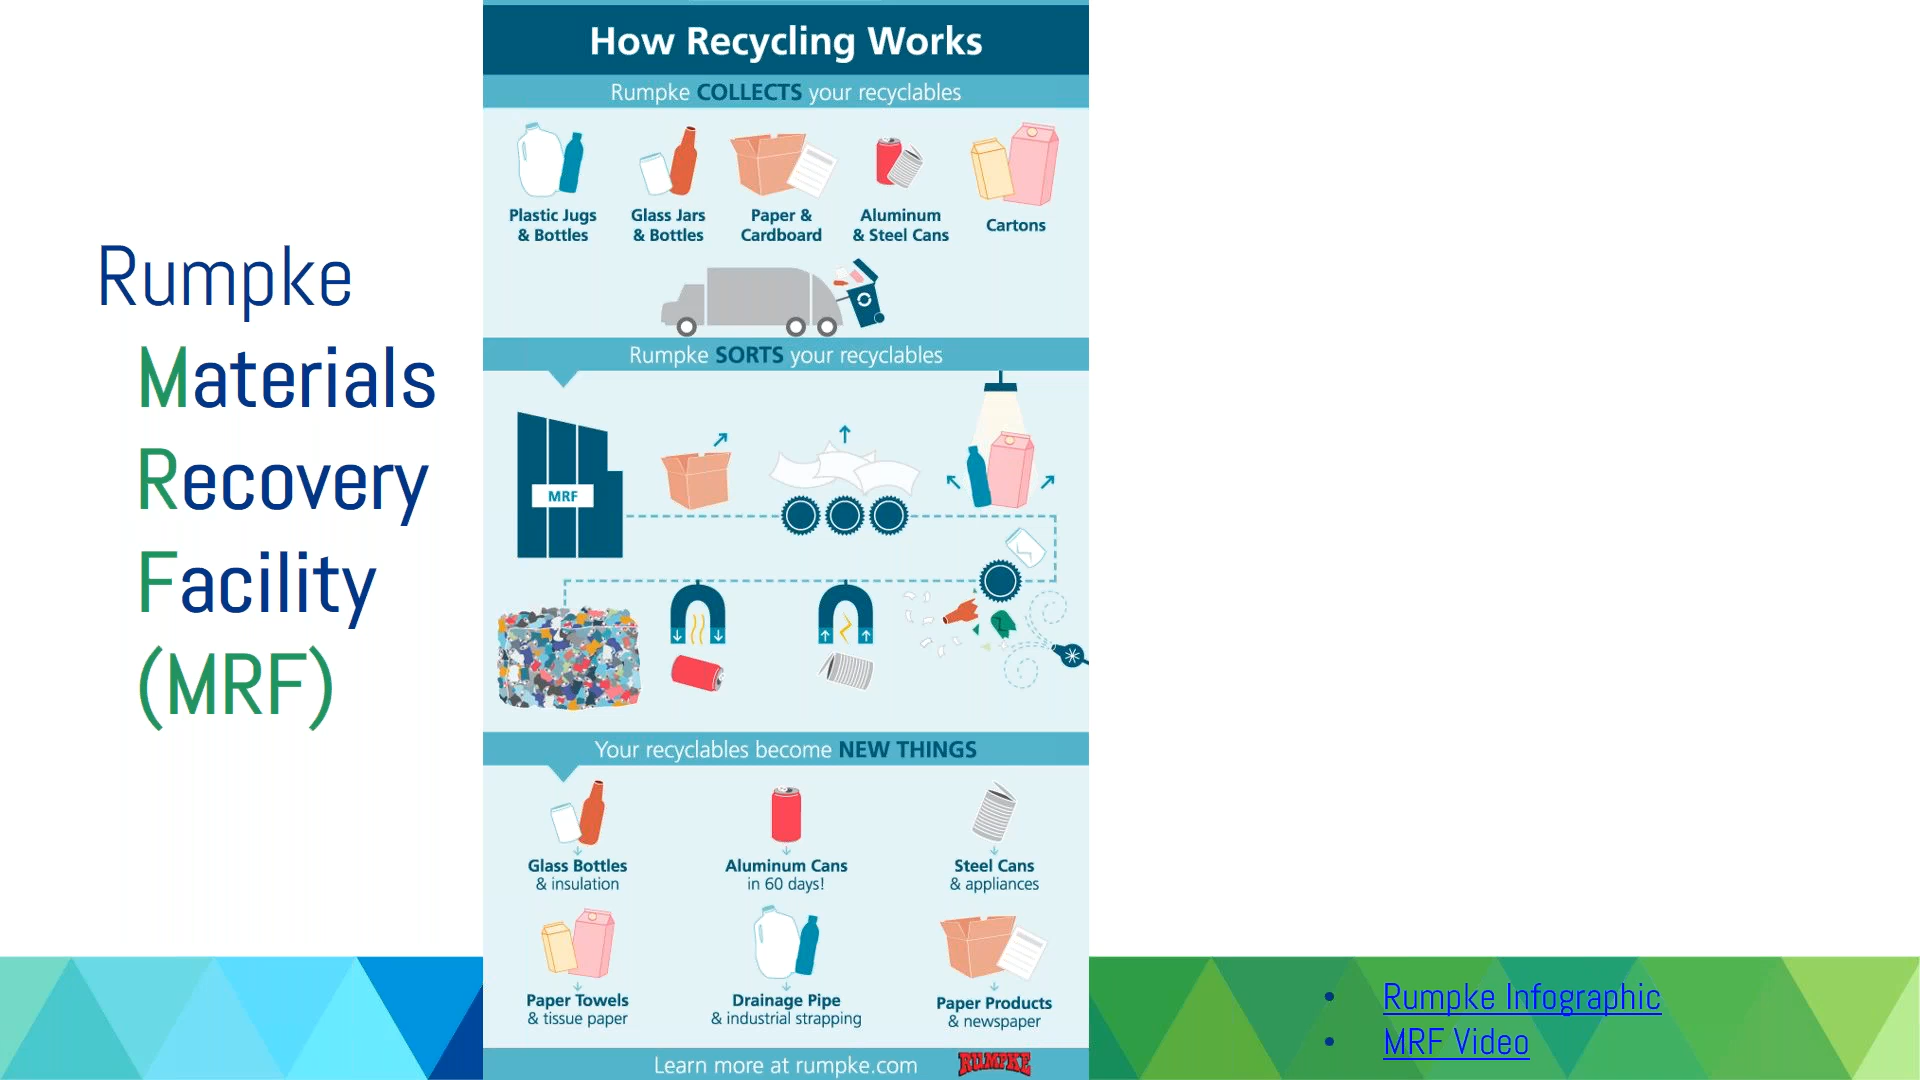 Rumpke
Materials
Recovery
Facility
(MRF)
How Recycling Works
Rumpke COLLECTS your recyclables
Plastic Jugs
& Bottles
Glass Jars
& Bottles
Paper &
Cardboard
Aluminum
& Steel Cans
Cartons
Rumpke SORTS your recyclables
MRF
Your recyclables become NEW THINGS
Glass Bottles
& insulation
Aluminum Cans
in 60 days!
Steel Cans
& appliances
Paper Towels
& tissue paper
Drainage Pipe
& industrial strapping
Paper Products
& newspaper
Learn more at rumpke.com
RUMPKE
• Rumpke Infographic
• MRF Video